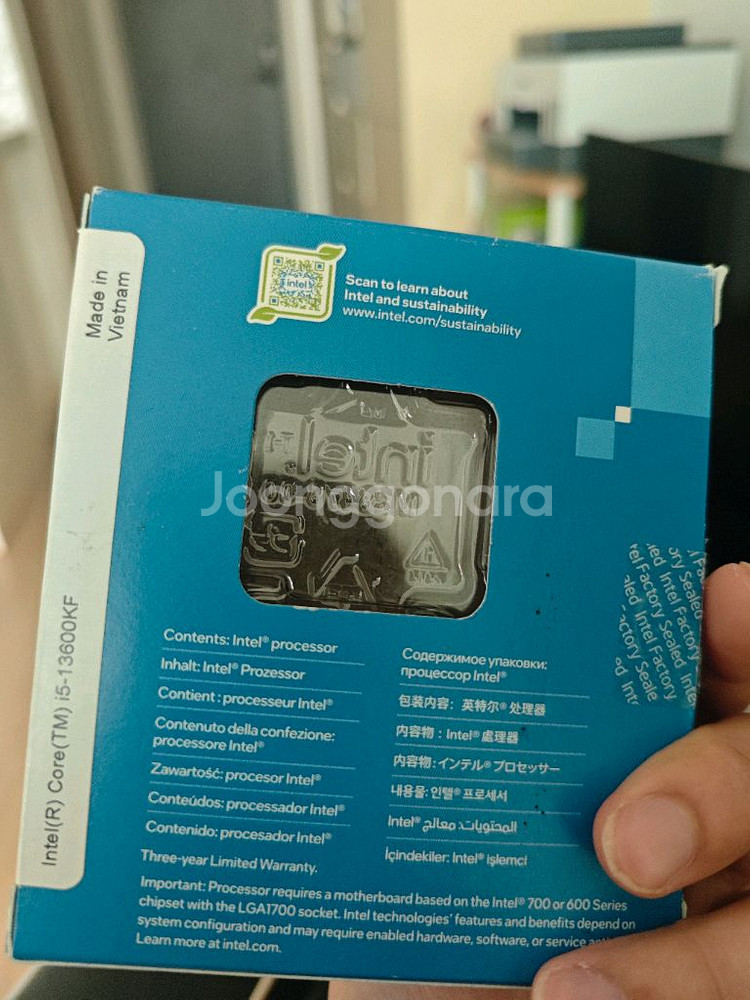 Made in
Vietnam
Intel(R) Core(TM) i5-13600KF
intel
Scan to learn about
Intel and sustainability
www.intel.com/sustainability
intel
Joonggonara
Contents: Intel® processor
Inhalt: Intel® Prozessor
Contient : processeur Intel®
Contenuto della confezione:
processore Intel®
Zawartość: procesor Intel®
Conteúdos: processador Intel®
Contenido: procesador Intel®
Three-year Limited Warranty.
Содержимое упаковки:
процессор Intel®
包装内容：英特尔® 处理器
內容物：Intel® 處理器
内容物：インテル® プロセッサー
내용물: 인텔® 프로세서
المحتويات: معالج Intel®
İçindekiler: Intel® işlemci
Important: Processor requires a motherboard based on the Intel® 700 or 600 Series
chipset with the LGA1700 socket. Intel technologies' features and benefits depend on
system configuration and may require enabled hardware, software, or service
Learn more at intel.com.
Intel Factory Sealed